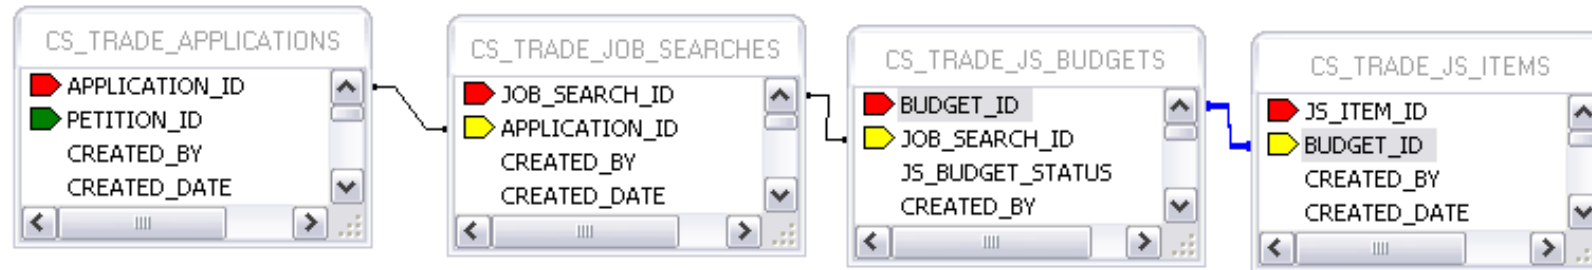 CS_TRADE_APPLICATIONS
APPLICATION_ID
PETITION_ID
CREATED_BY
CREATED_DATE
CS_TRADE_JOB_SEARCHES
JOB_SEARCH_ID
APPLICATION_ID
CREATED_BY
CREATED_DATE
CS_TRADE_JS_BUDGETS
BUDGET_ID
JOB_SEARCH_ID
JS_BUDGET_STATUS
CREATED_BY
CS_TRADE_JS_ITEMS
JS_ITEM_ID
BUDGET_ID
CREATED_BY
CREATED_DATE